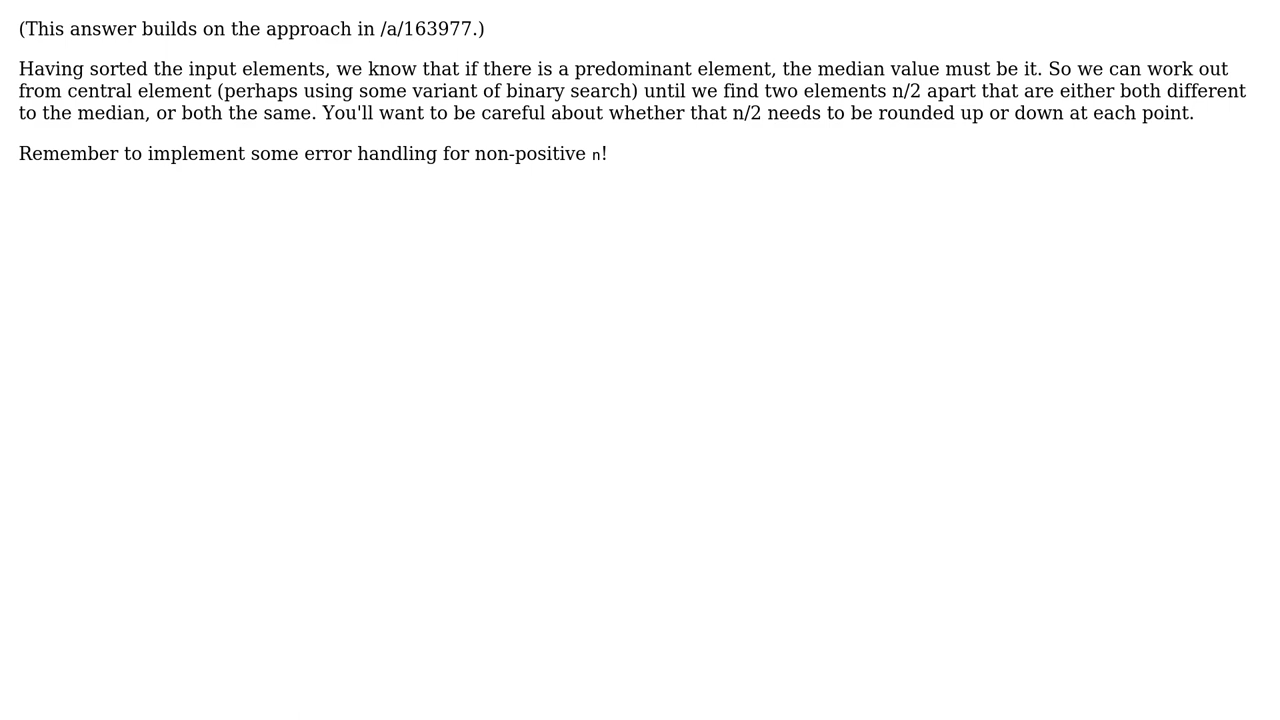 (This answer builds on the approach in /a/163977.)
Having sorted the input elements, we know that if there is a predominant element, the median value must be it. So we can work out
from central element (perhaps using some variant of binary search) until we find two elements n/2 apart that are either both different
to the median, or both the same. You'll want to be careful about whether that n/2 needs to be rounded up or down at each point.
Remember to implement some error handling for non-positive n!